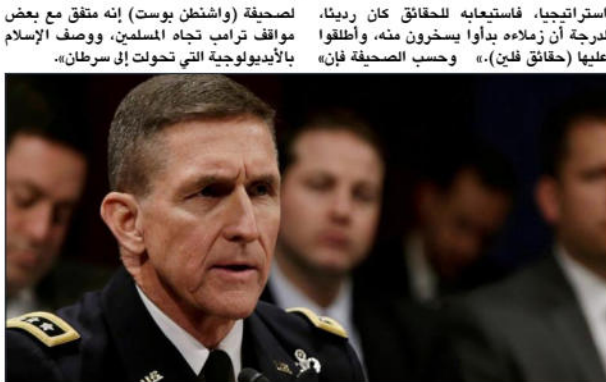 استراتيجيا، فاستيعابه للحقائق كان رديئا،
لدرجة أن زملاءه بدأوا يسخرون منه، وأطلقوا
عليها (حقائق فلين).» وحسب الصحيفة فإن»
لصحيفة (واشنطن بوست) إنه متفق مع بعض
مواقف ترامب تجاه المسلمين، ووصف الإسلام
بالأيديولوجية التي تحولت إلى سرطان».